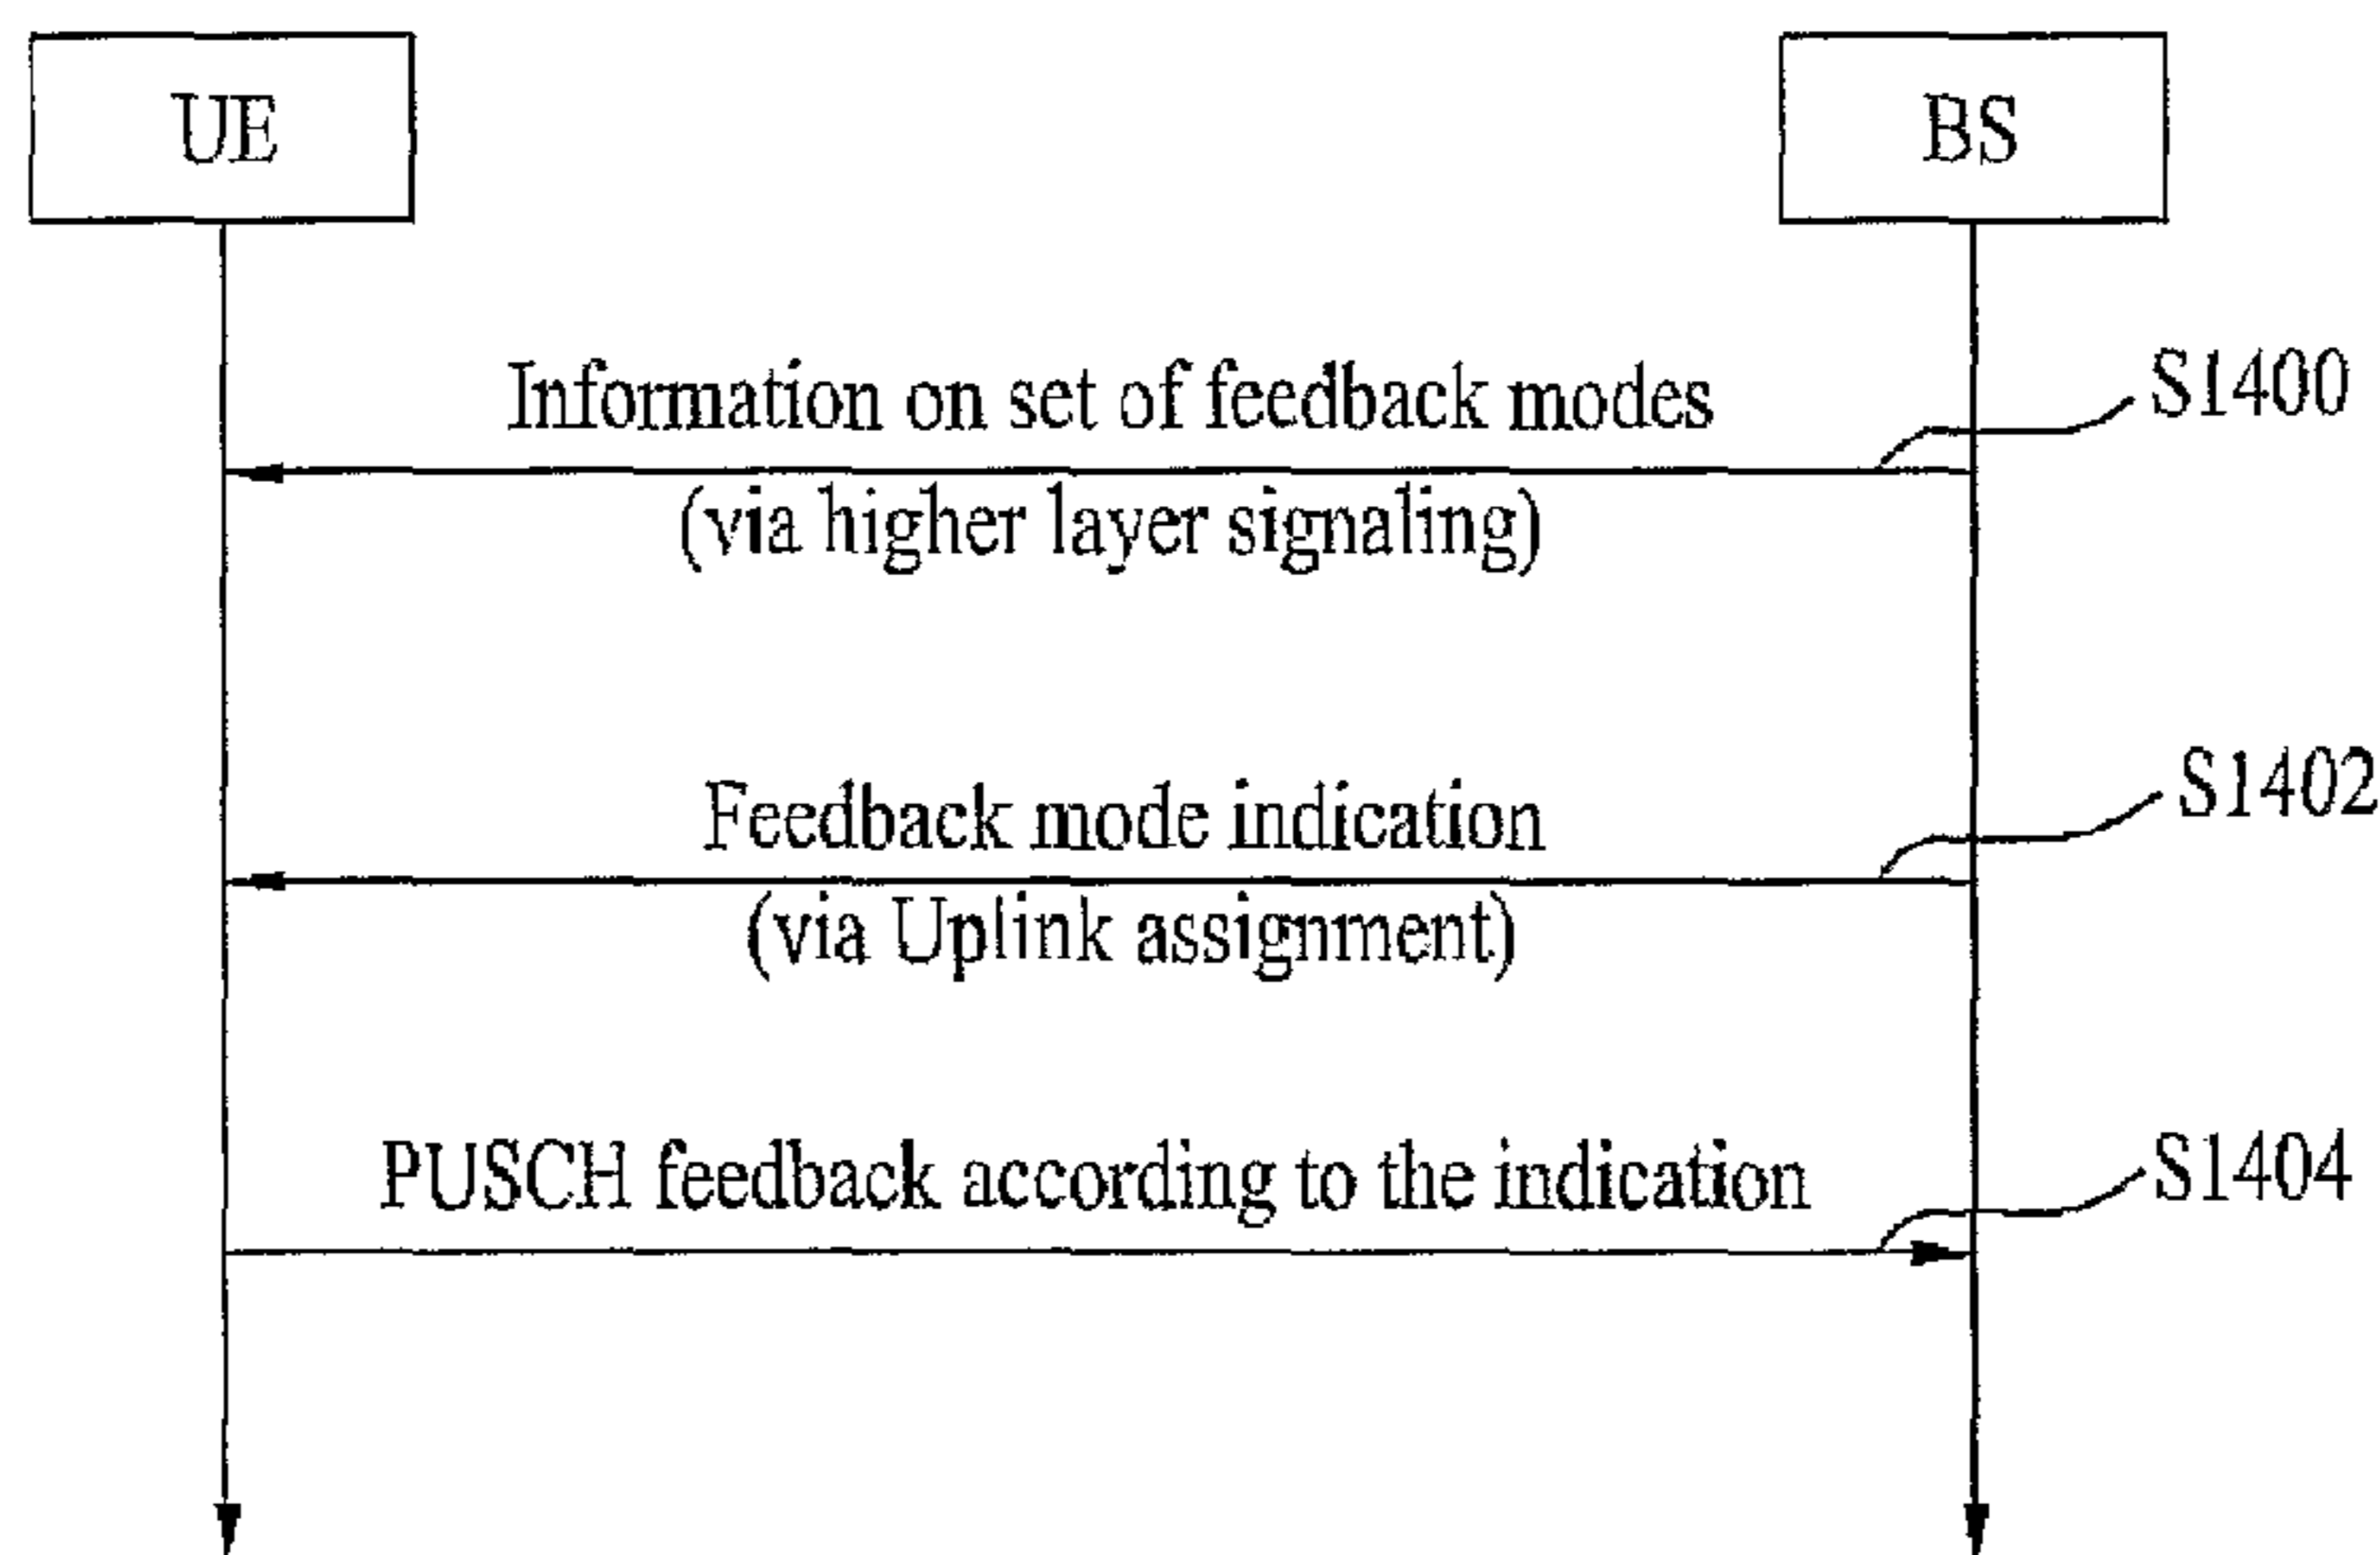 UE
BS
Information on set of feedback modes
S1400
(via higher layer signaling)
Feedback mode indication
S1402
(via Uplink assignment)
PUSCH feedback according to the indication
S1404